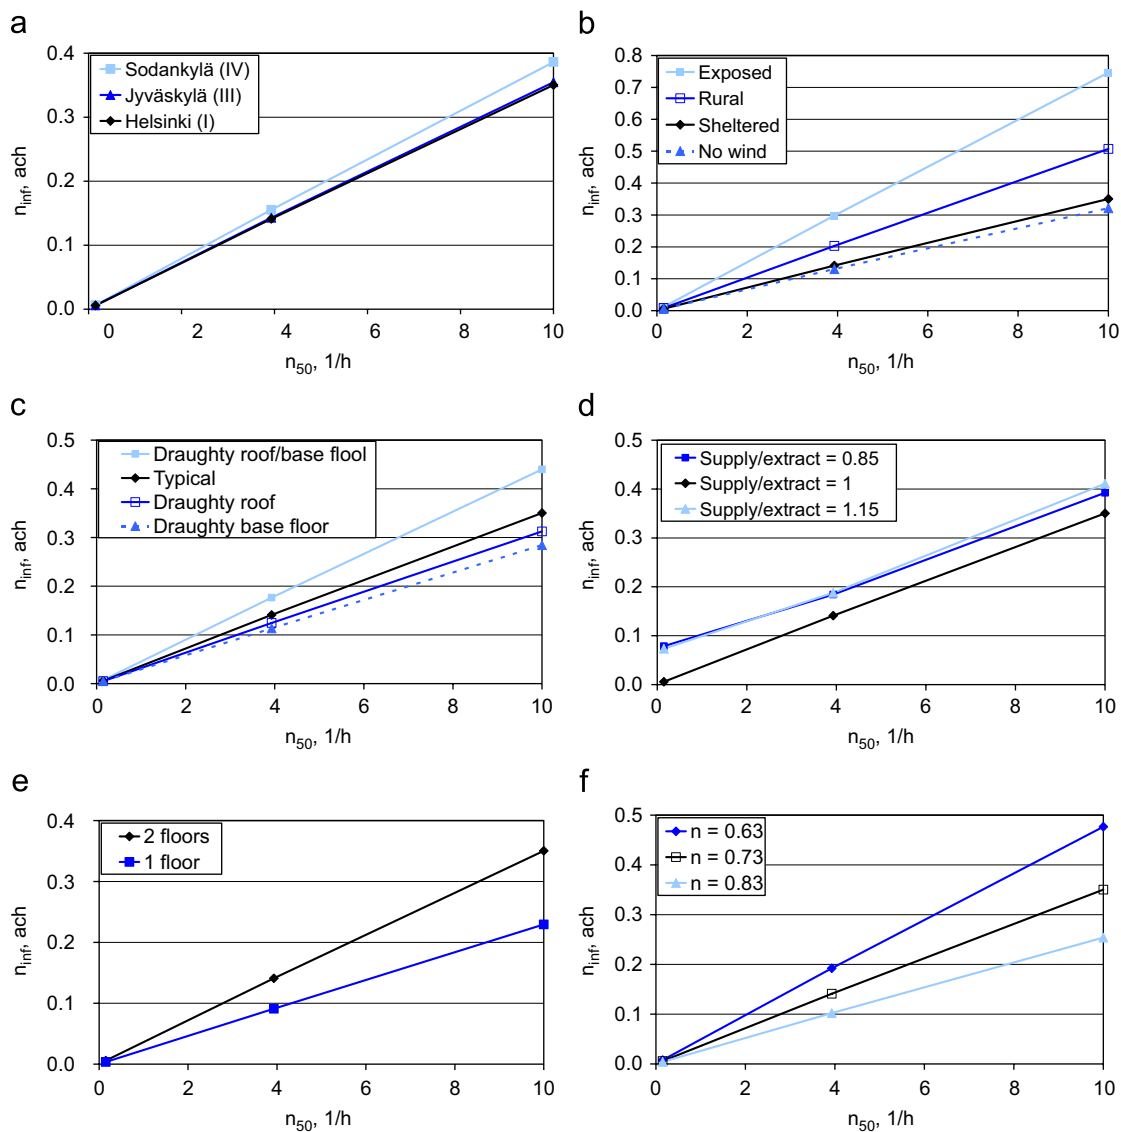 a
0.4
0.3
0.2
0.1
0.0
n_inf, ach
Sodankylä (IV)
Jyväskylä (III)
Helsinki (I)
0 2 4 6 8 10
n_50, 1/h
b
0.8
0.7
0.6
0.5
0.4
0.3
0.2
0.1
0.0
n_inf, ach
Exposed
Rural
Sheltered
No wind
0 2 4 6 8 10
n_50, 1/h
c
0.5
0.4
0.3
0.2
0.1
0.0
n_inf, ach
Draughty roof/base flool
Typical
Draughty roof
Draughty base floor
0 2 4 6 8 10
n_50, 1/h
d
0.5
0.4
0.3
0.2
0.1
0.0
n_inf, ach
Supply/extract = 0.85
Supply/extract = 1
Supply/extract = 1.15
0 2 4 6 8 10
n_50, 1/h
e
0.4
0.3
0.2
0.1
0.0
n_inf, ach
2 floors
1 floor
0 2 4 6 8 10
n_50, 1/h
f
0.5
0.4
0.3
0.2
0.1
0.0
n_inf, ach
n = 0.63
n = 0.73
n = 0.83
0 2 4 6 8 10
n_50, 1/h